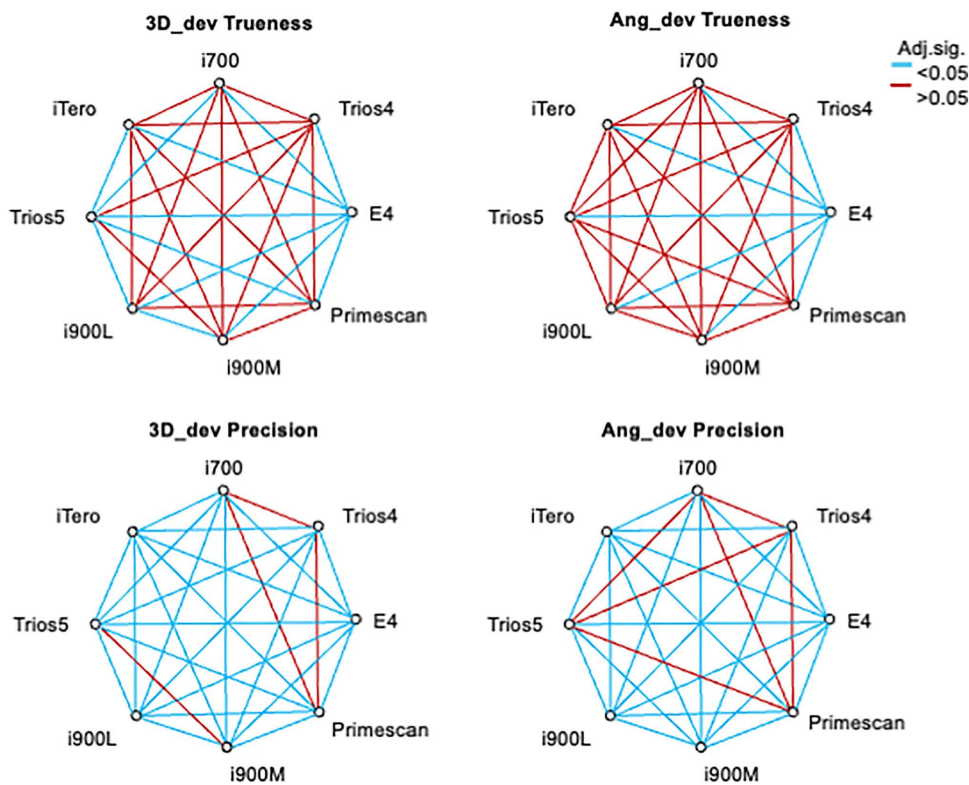 3D_dev Trueness
Ang_dev Trueness
Adj.sig.
<0.05
>0.05
i700
iTero
Trios4
Trios5
E4
i900L
Primescan
i900M
i700
iTero
Trios4
Trios5
E4
i900L
Primescan
i900M
3D_dev Precision
Ang_dev Precision
i700
iTero
Trios4
Trios5
E4
i900L
Primescan
i900M
i700
iTero
Trios4
Trios5
E4
i900L
Primescan
i900M